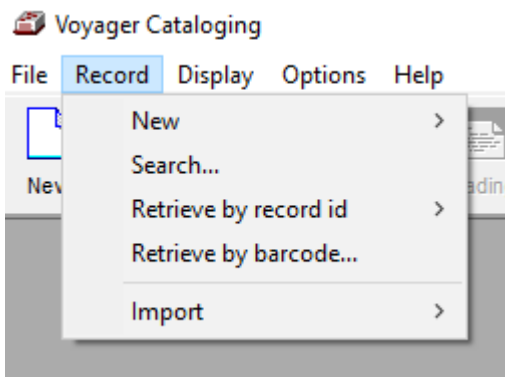 Voyager Cataloging
File Record Display Options Help
New
Search...
Retrieve by record id
Retrieve by barcode...
Import